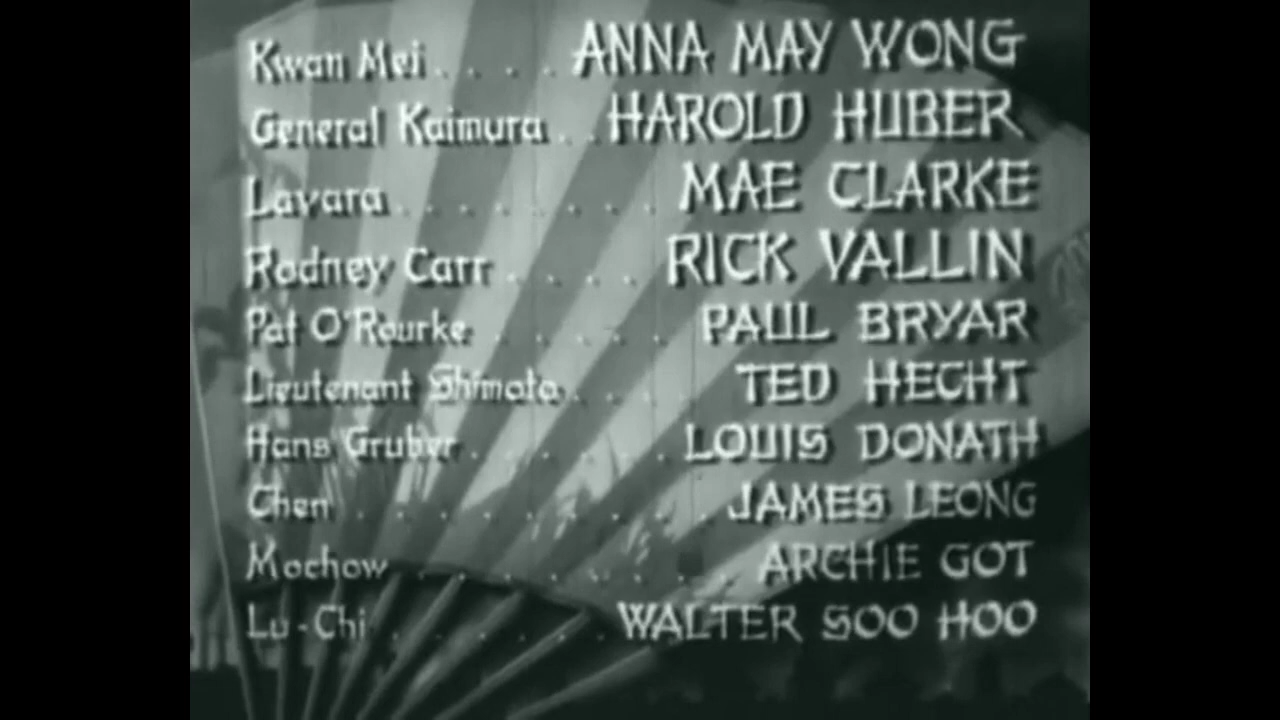 Kwan Mei.... ANNA MAY WONG
General Kaimura.. HAROLD HUBER
Lavara........ MAE CLARKE
Rodney Carr.... RICK VALLIN
Pat O'Rourke..... PAUL BRYAR
Lieutenant Shimoto.... TED HECHT
Hans Gruber....... LOUIS DONATH
Chen.......... JAMES LEONG
Mochow......... ARCHIE GOT
Lu-Chi....... WALTER SOO HOO